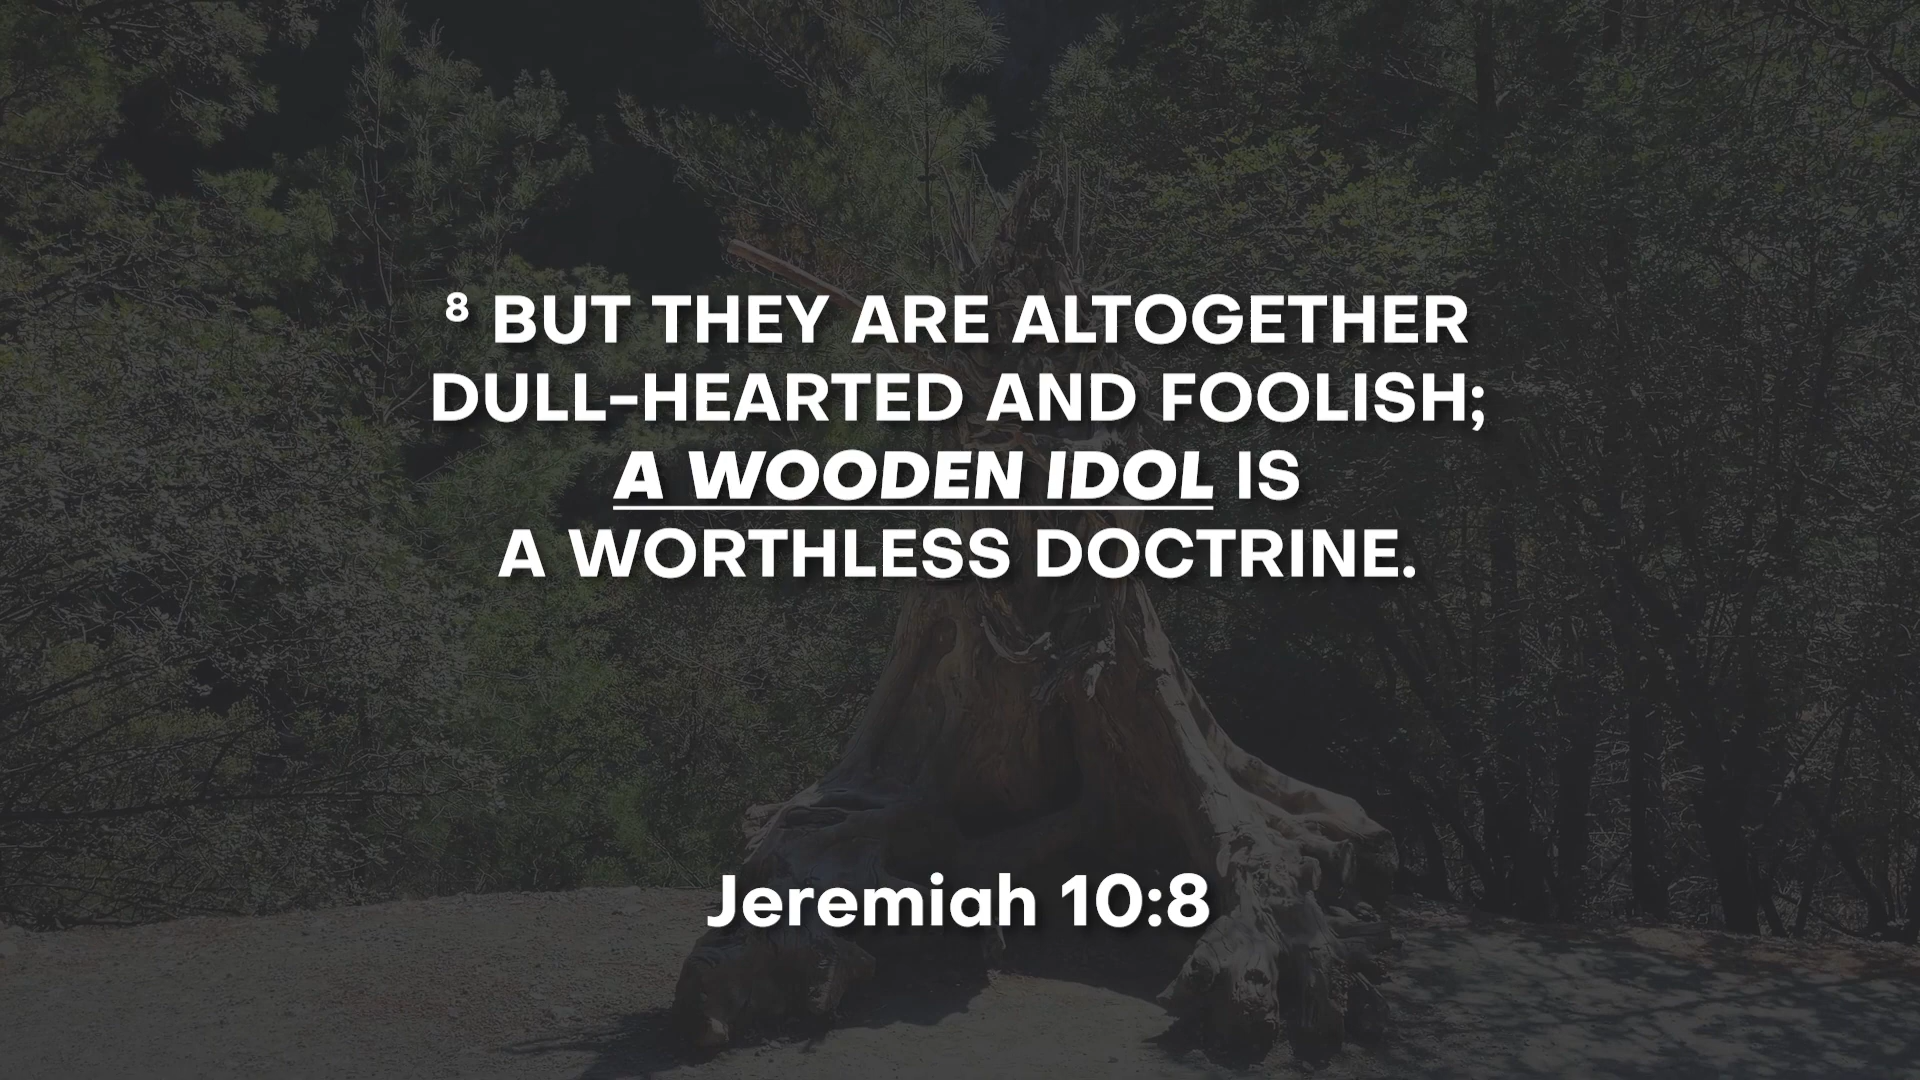 ⁸ BUT THEY ARE ALTOGETHER
DULL-HEARTED AND FOOLISH;
A WOODEN IDOL IS
A WORTHLESS DOCTRINE.
Jeremiah 10:8